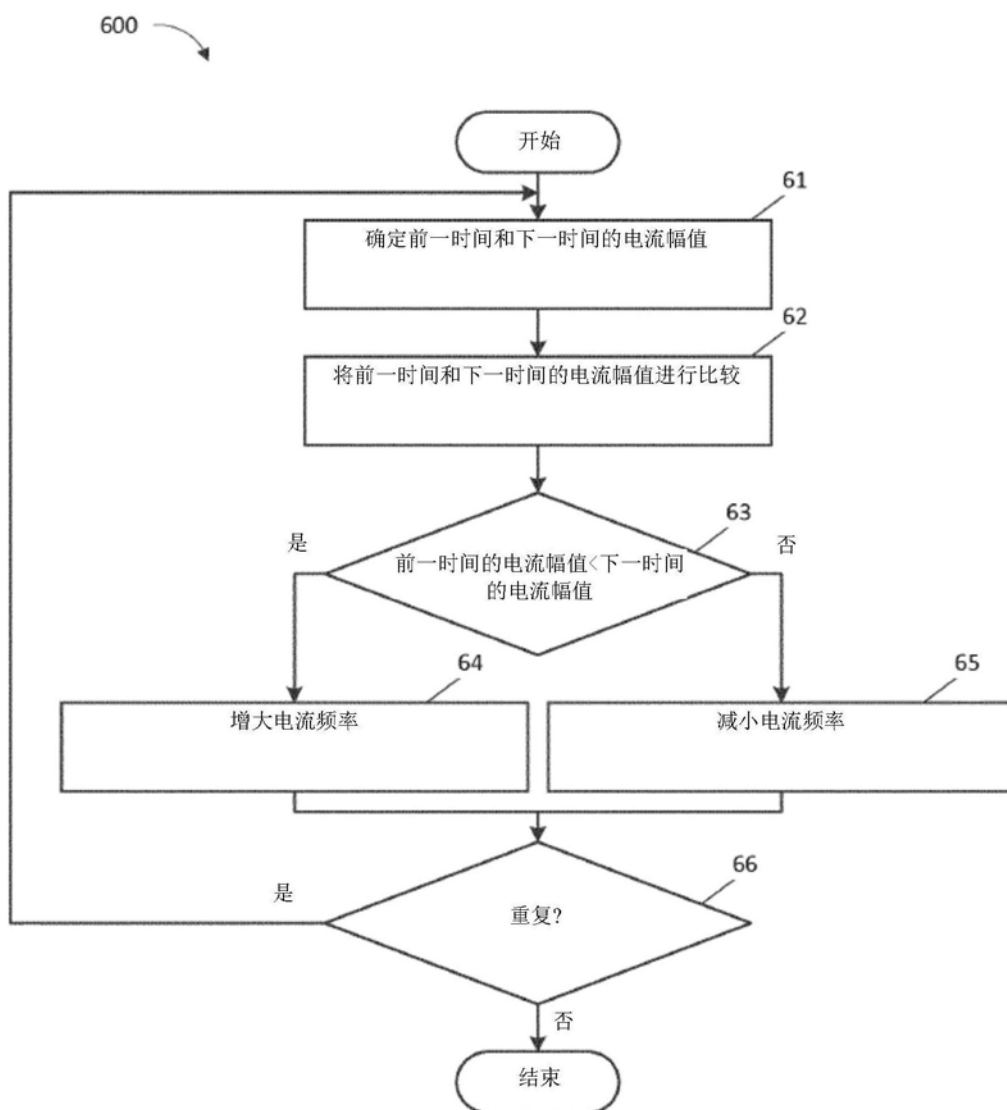 600
开始
61
确定前一时间和下一时间的电流幅值
62
将前一时间和下一时间的电流幅值进行比较
63
是
否
前一时间的电流幅值<下一时间
的电流幅值
64
65
增大电流频率
减小电流频率
66
是
重复?
否
结束